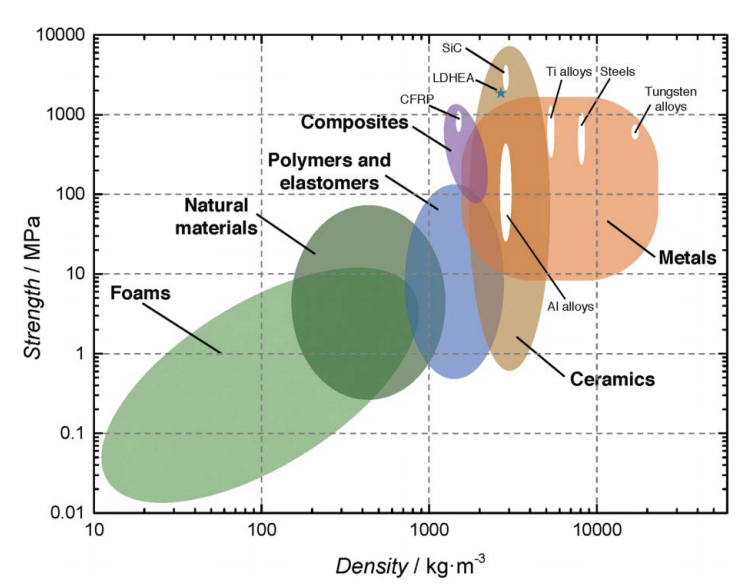 10000
1000
100
10
1
0.1
0.01
Strength / MPa
SiC
LDHEA
CFRP
Ti alloys
Steels
Tungsten
alloys
Composites
Polymers and
elastomers
Natural
materials
Foams
Metals
Al alloys
Ceramics
10
100
1000
10000
Density / kg·m⁻³